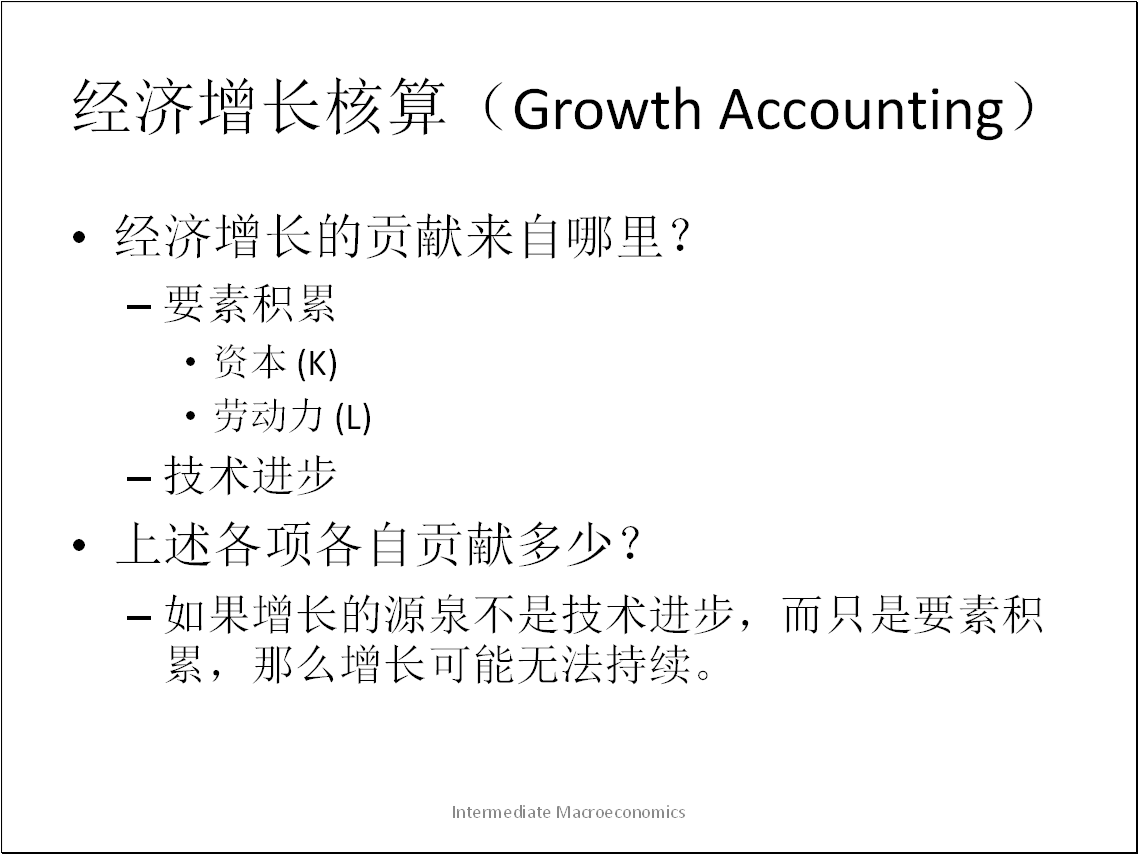 经济增长核算（Growth Accounting）
• 经济增长的贡献来自哪里？
– 要素积累
• 资本 (K)
• 劳动力 (L)
– 技术进步
• 上述各项各自贡献多少？
– 如果增长的源泉不是技术进步，而只是要素积
累，那么增长可能无法持续。
Intermediate Macroeconomics